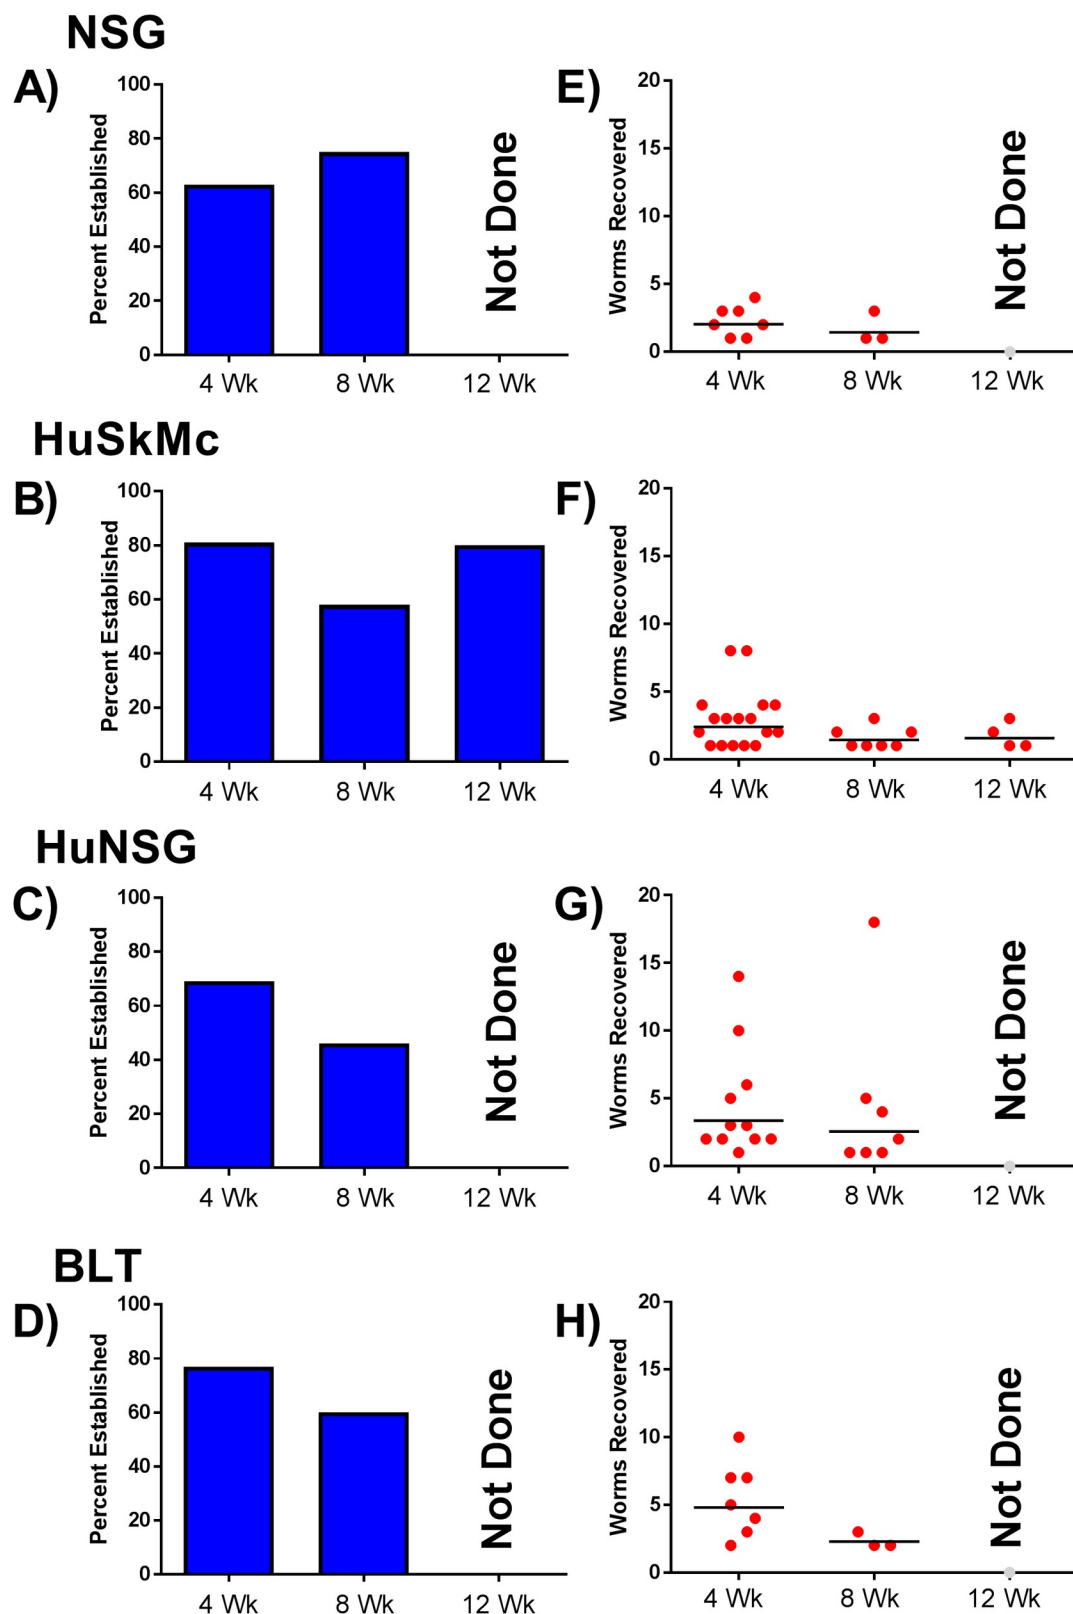 NSG
A)
Percent Established
100
80
60
40
20
0
Not Done
4 Wk 8 Wk 12 Wk
E)
Worms Recovered
20
15
10
5
0
Not Done
4 Wk 8 Wk 12 Wk
HuSkMc
B)
Percent Established
100
80
60
40
20
0
4 Wk 8 Wk 12 Wk
F)
Worms Recovered
20
15
10
5
0
4 Wk 8 Wk 12 Wk
HuNSG
C)
Percent Established
100
80
60
40
20
0
Not Done
4 Wk 8 Wk 12 Wk
G)
Worms Recovered
20
15
10
5
0
Not Done
4 Wk 8 Wk 12 Wk
BLT
D)
Percent Established
100
80
60
40
20
0
Not Done
4 Wk 8 Wk 12 Wk
H)
Worms Recovered
20
15
10
5
0
Not Done
4 Wk 8 Wk 12 Wk